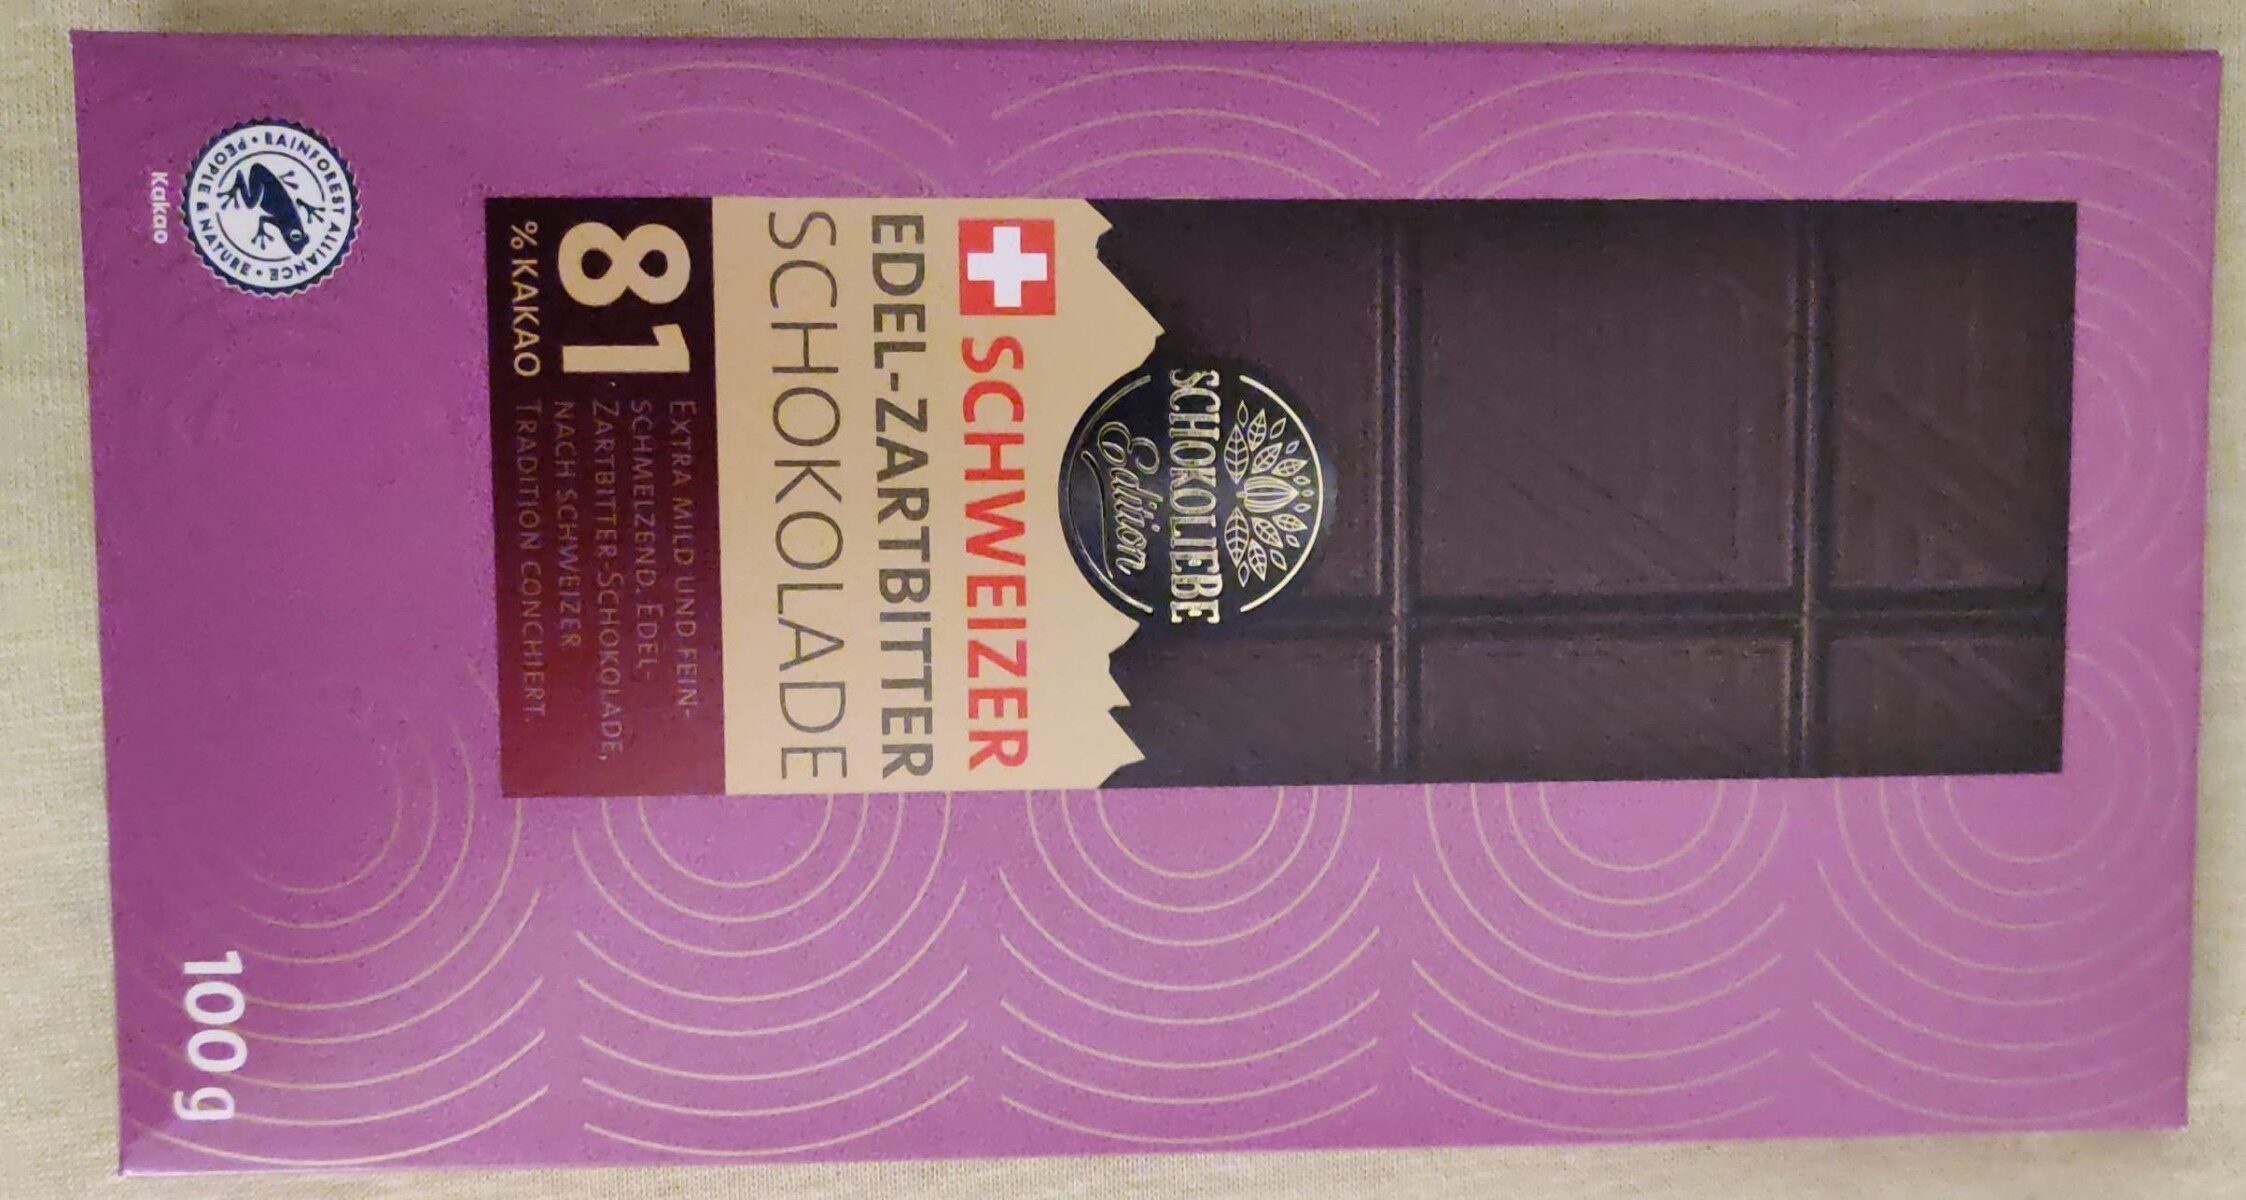 SCHOKOLIEBE
Edition
SCHWEIZER
EDEL-ZARTBITTER
SCHOKOLADE
81
% KAKAO
EXTRA MILD UND FEIN-
SCHMELZEND. EDEL-
ZARTBITTER-SCHOKOLADE,
NACH SCHWEIZER
TRADITION CONCHIERT.
RAINFOREST ALLIANCE • PEOPLE & NATURE •
Kakao
100 g